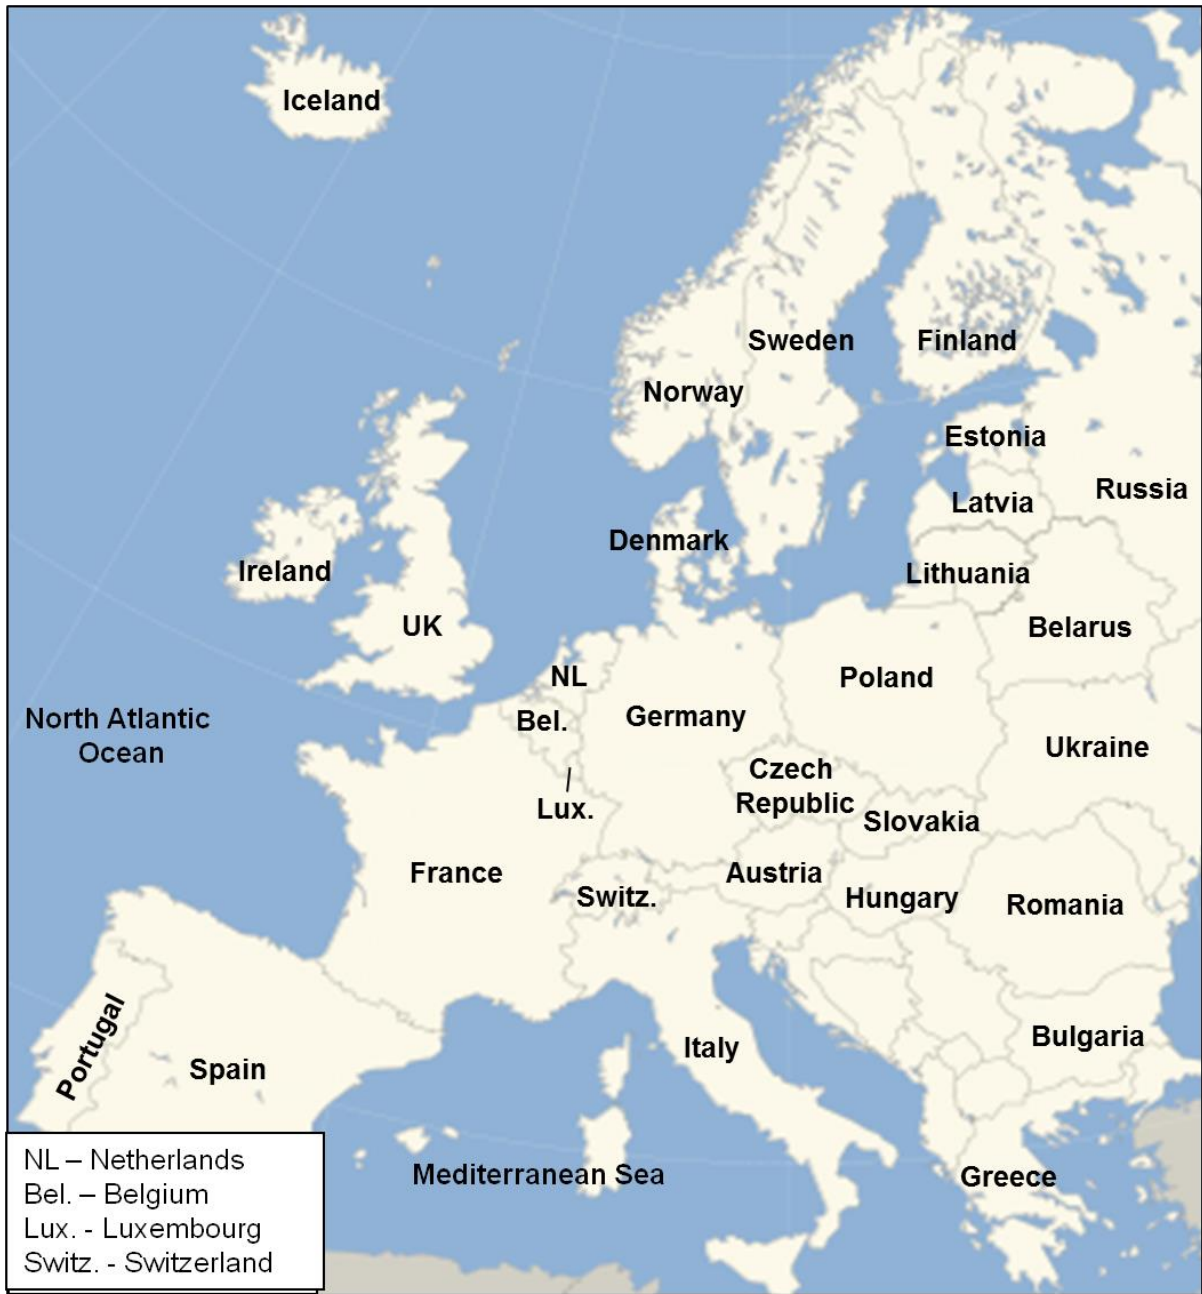 Iceland
Sweden
Finland
Norway
Estonia
Latvia
Russia
Denmark
Ireland
Lithuania
UK
Belarus
NL
Poland
North Atlantic
Ocean
Bel.
Germany
Ukraine
Czech
Republic
Lux.
Slovakia
France
Austria
Switz.
Hungary
Romania
Portugal
Spain
Italy
Bulgaria
Mediterranean Sea
Greece
NL – Netherlands
Bel. – Belgium
Lux. - Luxembourg
Switz. - Switzerland